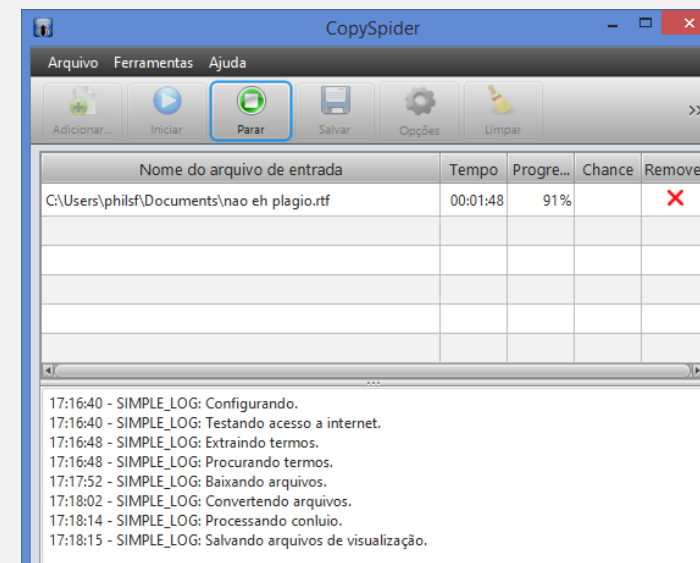 CopySpider
Arquivo Ferramentas Ajuda
Adicionar... Iniciar Parar Salvar Opções Limpar
Nome do arquivo de entrada Tempo Progre... Chance Remove
C:\Users\philsf\Documents\nao eh plagio.rtf 00:01:48 91%
17:16:40 - SIMPLE_LOG: Configurando.
17:16:40 - SIMPLE_LOG: Testando acesso a internet.
17:16:48 - SIMPLE_LOG: Extraindo termos.
17:16:48 - SIMPLE_LOG: Procurando termos.
17:17:52 - SIMPLE_LOG: Baixando arquivos.
17:18:02 - SIMPLE_LOG: Convertendo arquivos.
17:18:14 - SIMPLE_LOG: Processando conluio.
17:18:15 - SIMPLE_LOG: Salvando arquivos de visualização.